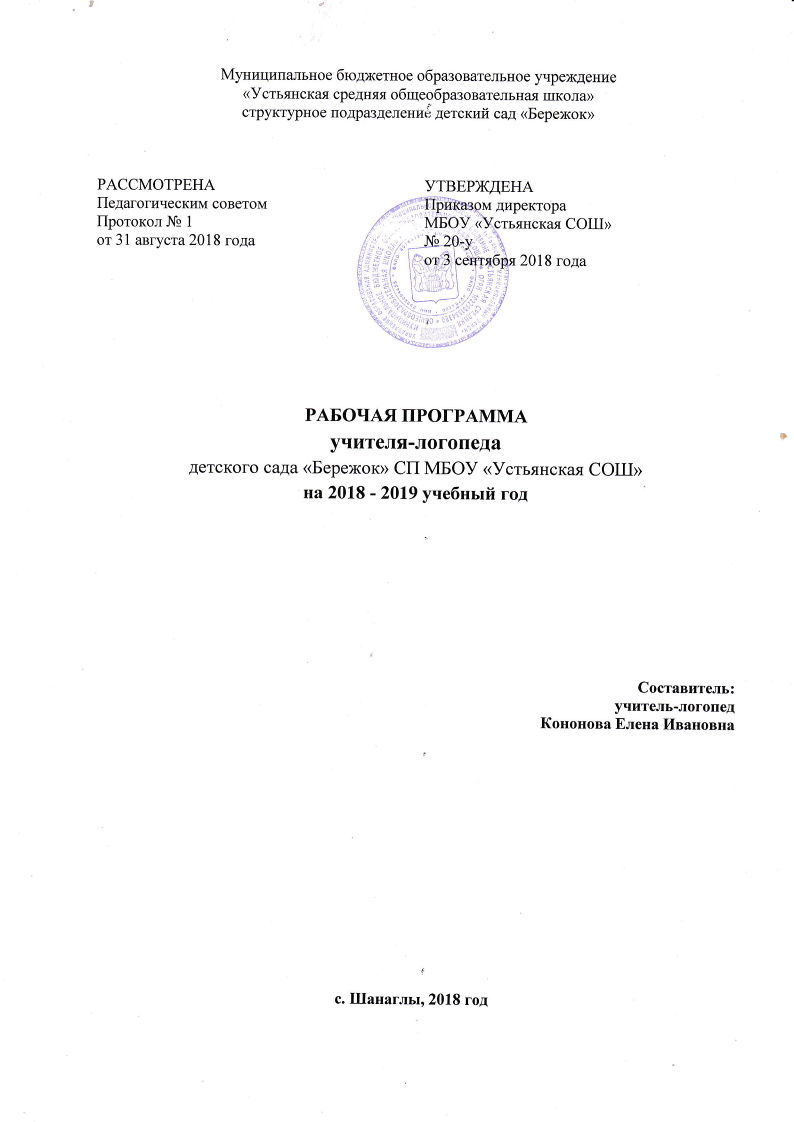 Муниципальное бюджетное образовательное учреждение
«Устьянская средняя общеобразовательная школа»
структурное подразделение детский сад «Бережок»
РАССМОТРЕНА
Педагогическим советом
Протокол № 1
от 31 августа 2018 года
УТВЕРЖДЕНА
Приказом директора
МБОУ «Устьянская СОШ»
№ 20-у
от 3 сентября 2018 года
РАБОЧАЯ ПРОГРАММА
учителя-логопеда
детского сада «Бережок» СП МБОУ «Устьянская СОШ»
на 2018 - 2019 учебный год
Составитель:
учитель-логопед
Кононова Елена Ивановна
с. Шанаглы, 2018 год